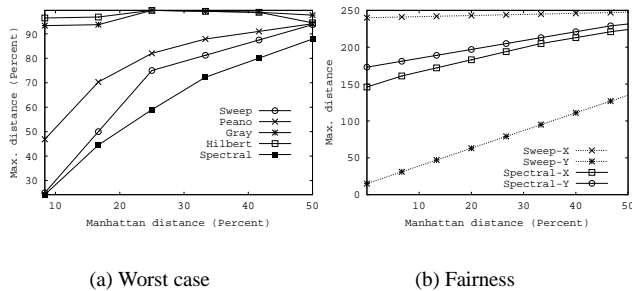 100
90
80
70
60
50
40
30
Max. distance (Percent)
Sweep
Peano
Gray
Hilbert
Spectral
10 20 30 40 50
Manhattan distance (Percent)
(a) Worst case
250
200
150
100
50
0
Max. distance
Sweep-X
Sweep-Y
Spectral-X
Spectral-Y
0 10 20 30 40 50
Manhattan distance (Percent)
(b) Fairness